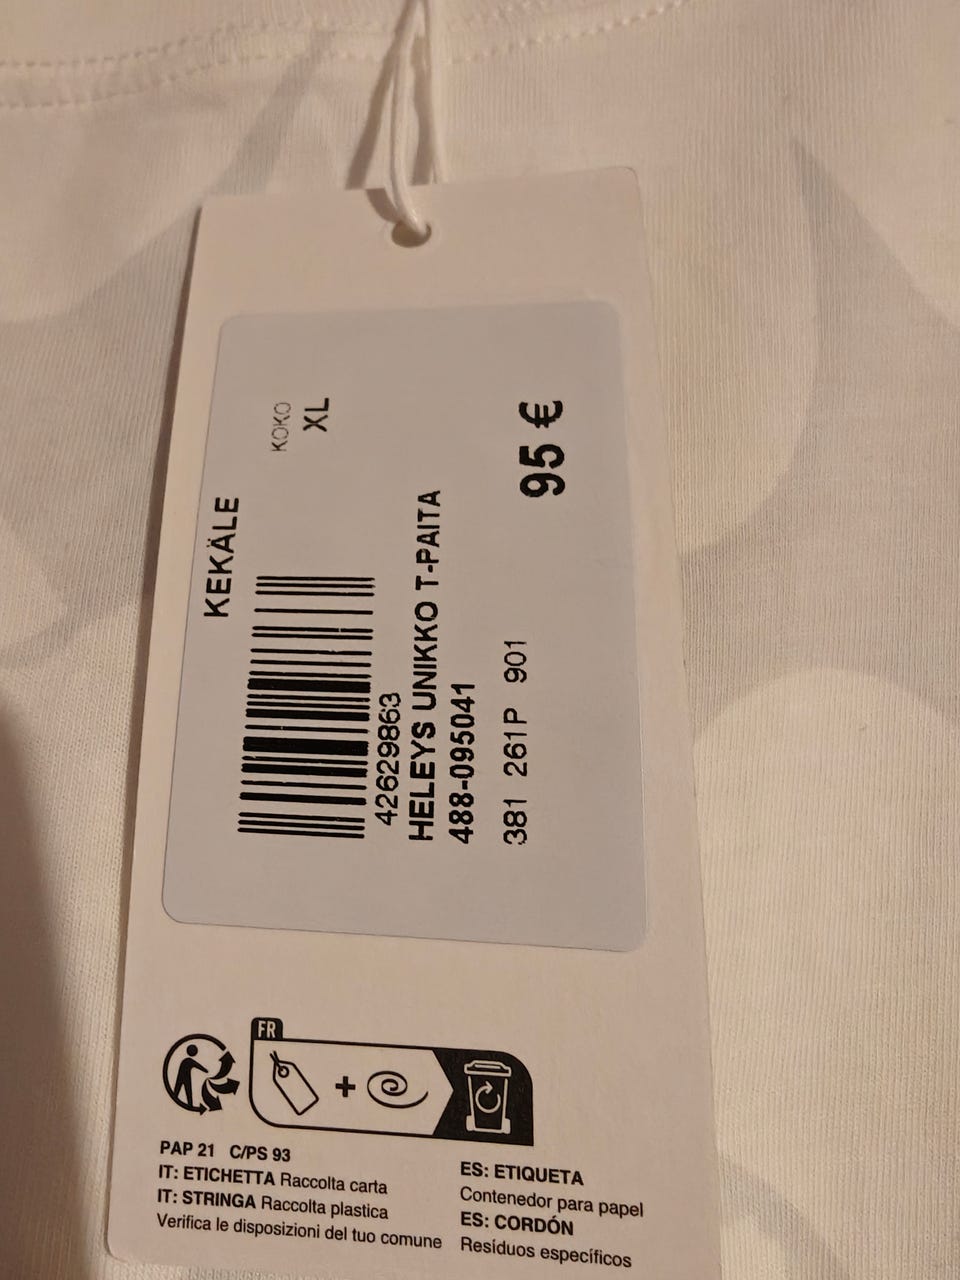 KEKÄLE
KOKO
XL
42629863
HELEYS UNIKKO T-PAITA
488-095041
381 261P 901
95 €
FR
+
PAP 21 C/PS 93
IT: ETICHETTA Raccolta carta
IT: STRINGA Raccolta plastica
Verifica le disposizioni del tuo comune
ES: ETIQUETA
Contenedor para papel
ES: CORDÓN
Resíduos específicos